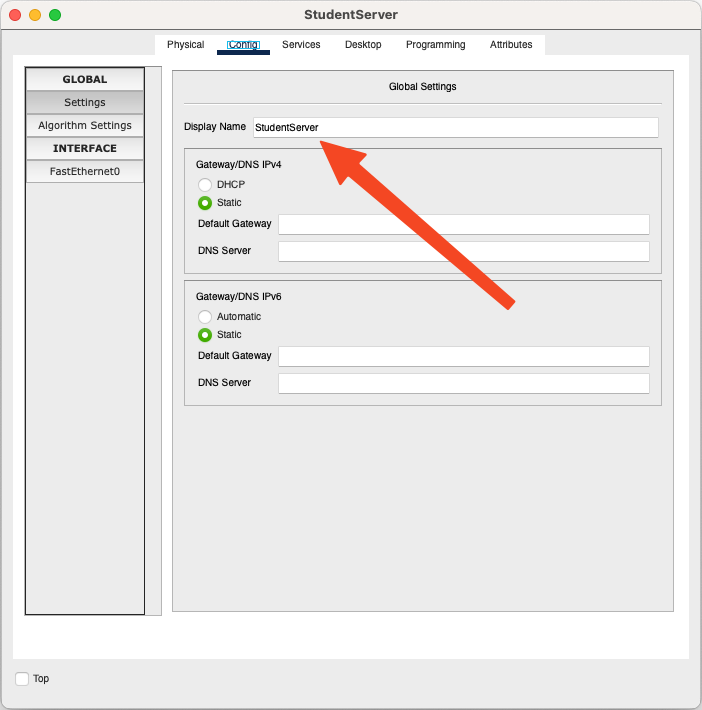 StudentServer
Physical Config Services Desktop Programming Attributes
GLOBAL
Settings
Algorithm Settings
INTERFACE
FastEthernet0
Global Settings
Display Name StudentServer
Gateway/DNS IPv4
DHCP
Static
Default Gateway
DNS Server
Gateway/DNS IPv6
Automatic
Static
Default Gateway
DNS Server
Top